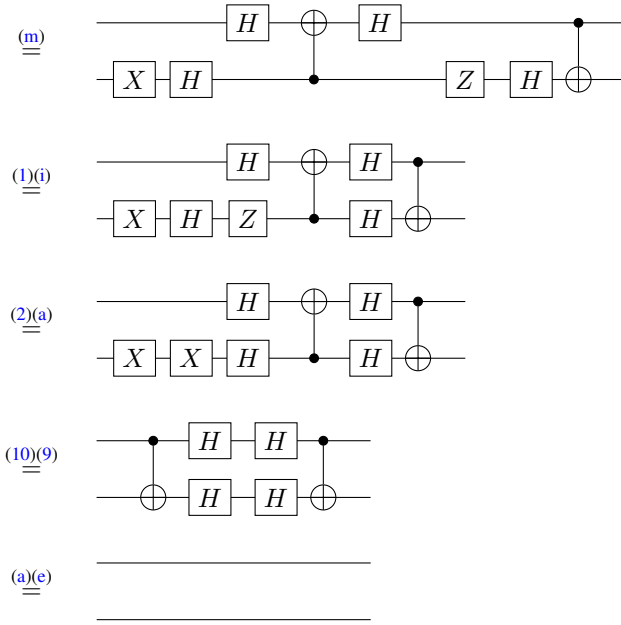 H H
(m)
=
X H Z H
H H
(1)(i)
=
X H Z H
H H
(2)(a)
=
X X H H
H H
(10)(9)
=
H H
(a)(e)
=